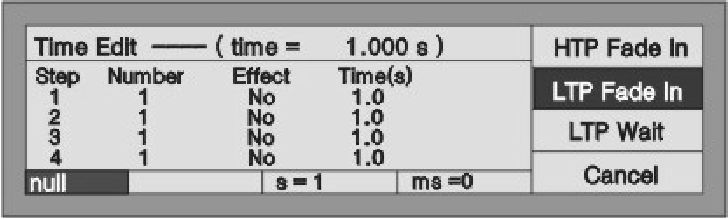 Time Edit —— ( time = 1.000 s )
Step Number Effect Time(s)
1 1 No 1.0
2 1 No 1.0
3 1 No 1.0
4 1 No 1.0
null s = 1 ms =0
HTP Fade In
LTP Fade In
LTP Wait
Cancel